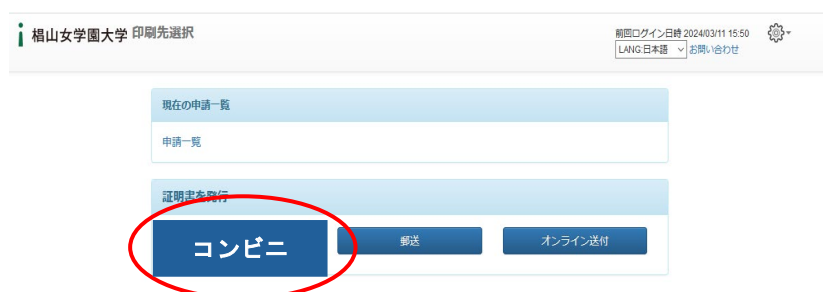 椙山女学園大学 印刷先選択
前回ログイン日時 2024/03/11 15:50
LANG:日本語 お問い合わせ
現在の申請一覧
申請一覧
証明書を発行
コンビニ 郵送 オンライン送付